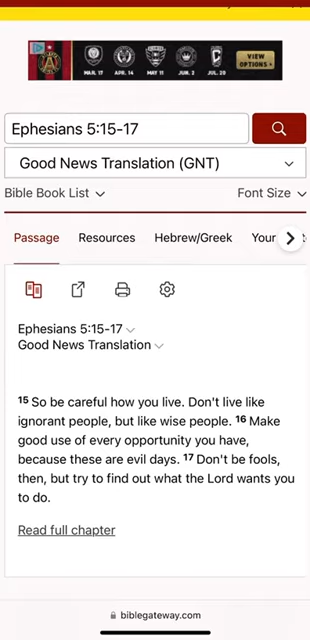 MAR. 17 APR. 14 MAY 11 JUN. 2 JUL. 20
VIEW
OPTIONS ▸
Ephesians 5:15-17
Good News Translation (GNT)
Bible Book List Font Size
Passage Resources Hebrew/Greek Your
Ephesians 5:15-17
Good News Translation
15 So be careful how you live. Don't live like
ignorant people, but like wise people. 16 Make
good use of every opportunity you have,
because these are evil days. 17 Don't be fools,
then, but try to find out what the Lord wants you
to do.
Read full chapter
biblegateway.com